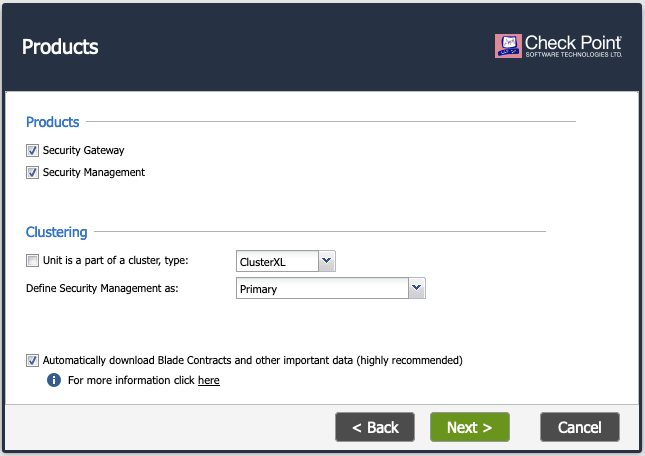 Products
Check Point
SOFTWARE TECHNOLOGIES LTD.
Products
Security Gateway
Security Management
Clustering
Unit is a part of a cluster, type: ClusterXL
Define Security Management as: Primary
Automatically download Blade Contracts and other important data (highly recommended)
For more information click here
< Back Next > Cancel